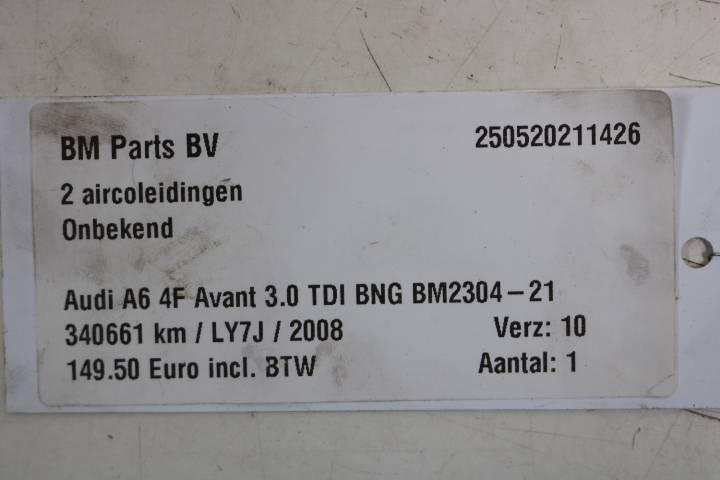 BM Parts BV 250520211426
2 aircoleidingen
Onbekend
Audi A6 4F Avant 3.0 TDI BNG BM2304-21
340661 km / LY7J / 2008 Verz: 10
149.50 Euro incl. BTW Aantal: 1